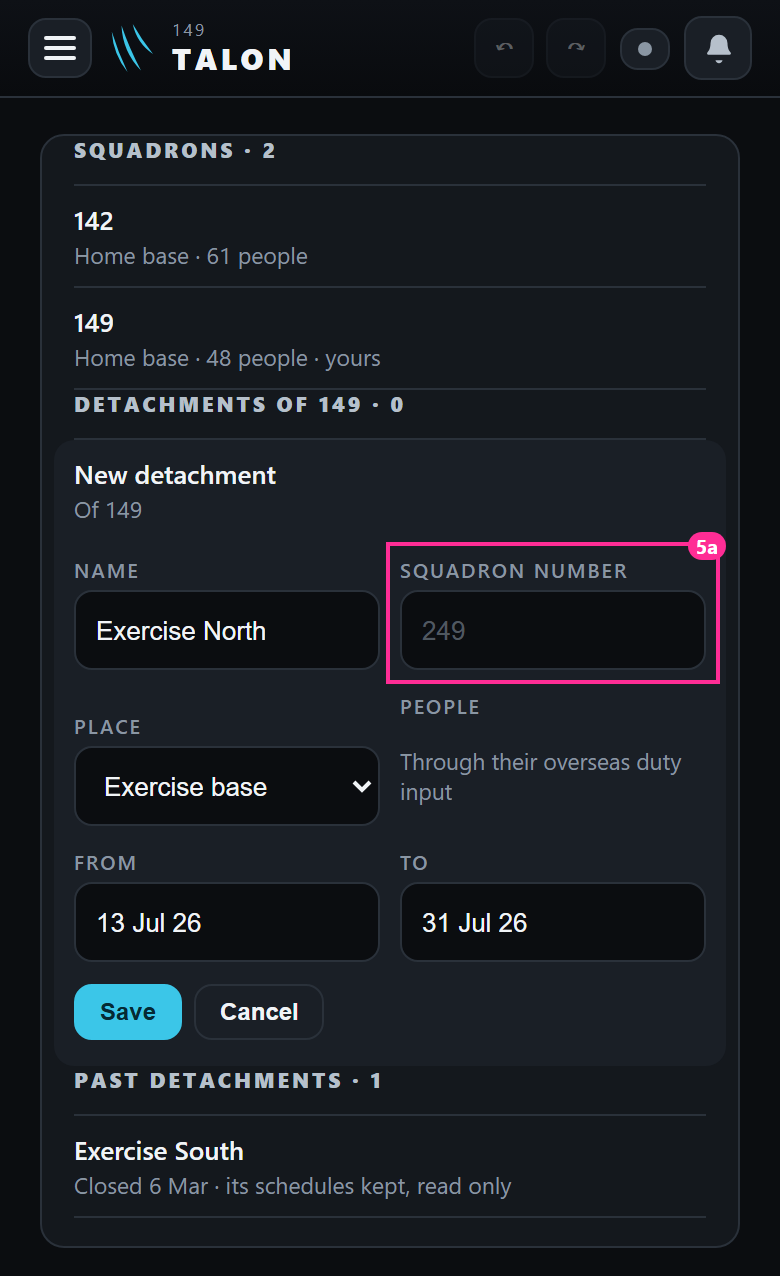 149
TALON
SQUADRONS · 2
142
Home base · 61 people
149
Home base · 48 people · yours
DETACHMENTS OF 149 · 0
New detachment
Of 149
5a
NAME
SQUADRON NUMBER
Exercise North
249
PLACE
PEOPLE
Exercise base
Through their overseas duty
input
FROM
TO
13 Jul 26
31 Jul 26
Save
Cancel
PAST DETACHMENTS · 1
Exercise South
Closed 6 Mar · its schedules kept, read only